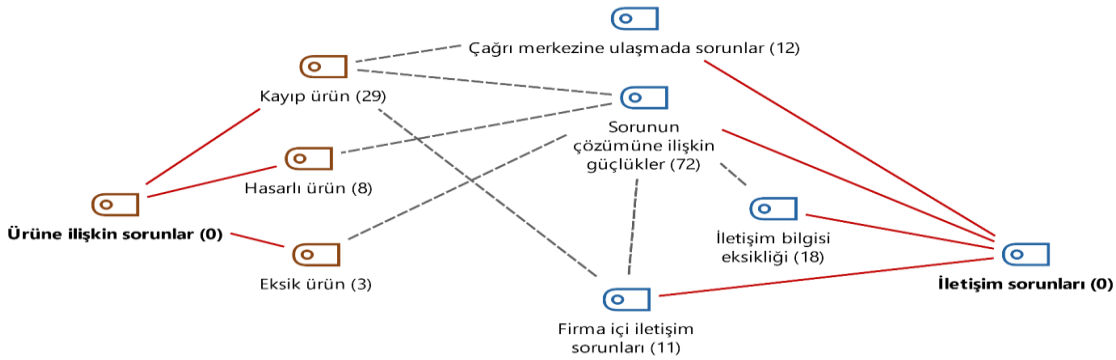 Çağrı merkezine ulaşmada sorunlar (12)
Kayıp ürün (29)
Sorunun
çözümüne ilişkin
güçlükler (72)
Hasarlı ürün (8)
Ürüne ilişkin sorunlar (0)
İletişim bilgisi
eksikliği (18)
Eksik ürün (3)
İletişim sorunları (0)
Firma içi iletişim
sorunları (11)